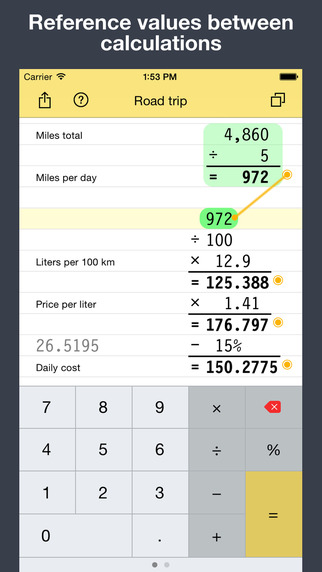 Reference values between
calculations
Carrier 1:53 PM
? Road trip
Miles total 4,860
÷ 5
Miles per day = 972
972
÷ 100
Liters per 100 km × 12.9
= 125.388
Price per liter × 1.41
= 176.797
26.5195 − 15%
Daily cost = 150.2775
7 8 9 ×
4 5 6 ÷ %
1 2 3 −
=
0 . +